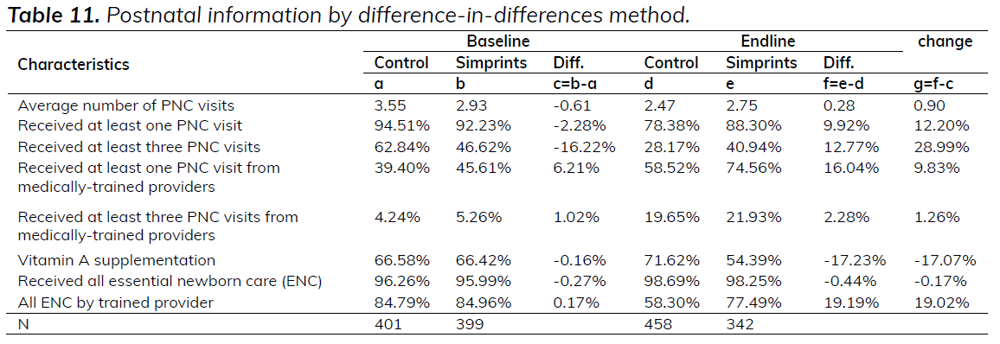 Table 11. Postnatal information by difference-in-differences method.
Baseline Endline change
Characteristics Control Simprints Diff. Control Simprints Diff.
a b c=b-a d e f=e-d g=f-c
Average number of PNC visits 3.55 2.93 -0.61 2.47 2.75 0.28 0.90
Received at least one PNC visit 94.51% 92.23% -2.28% 78.38% 88.30% 9.92% 12.20%
Received at least three PNC visits 62.84% 46.62% -16.22% 28.17% 40.94% 12.77% 28.99%
Received at least one PNC visit from 39.40% 45.61% 6.21% 58.52% 74.56% 16.04% 9.83%
medically-trained providers
Received at least three PNC visits from 4.24% 5.26% 1.02% 19.65% 21.93% 2.28% 1.26%
medically-trained providers
Vitamin A supplementation 66.58% 66.42% -0.16% 71.62% 54.39% -17.23% -17.07%
Received all essential newborn care (ENC) 96.26% 95.99% -0.27% 98.69% 98.25% -0.44% -0.17%
All ENC by trained provider 84.79% 84.96% 0.17% 58.30% 77.49% 19.19% 19.02%
N 401 399 458 342